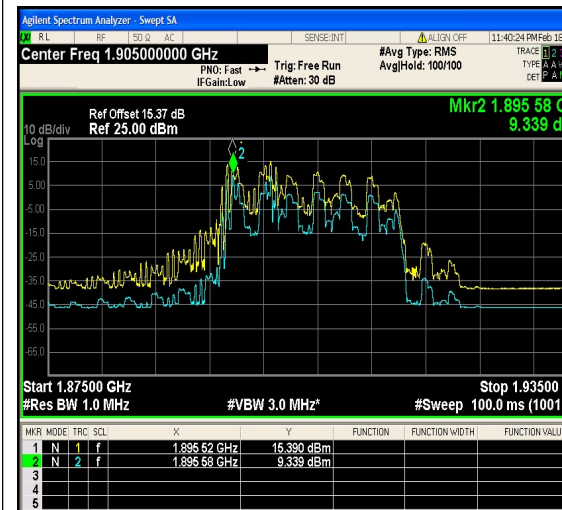 Agilent Spectrum Analyzer - Swept SA
RL RF 50 Ω AC SENSE:INT ALIGN OFF 11:40:24 PM Feb 18
Center Freq 1.905000000 GHz #Avg Type: RMS TRACE 1 2
PNO: Fast Trig: Free Run Avg|Hold: 100/100 TYPE A A
IFGain:Low #Atten: 30 dB DET P A
Mkr2 1.895 58
Ref Offset 15.37 dB
10 dB/div Ref 25.00 dBm 9.339
Log
2
15.0
5.00
-5.00
-15.0
-25.0
-35.0
-45.0
-55.0
-65.0
Start 1.87500 GHz Stop 1.93500
#Res BW 1.0 MHz #VBW 3.0 MHz* #Sweep 100.0 ms (1001
MKR MODE TRC SCL X Y FUNCTION FUNCTION WIDTH FUNCTION VALU
1 N 1 f 1.895 52 GHz 15.390 dBm
2 N 2 f 1.895 58 GHz 9.339 dBm
3
4
5